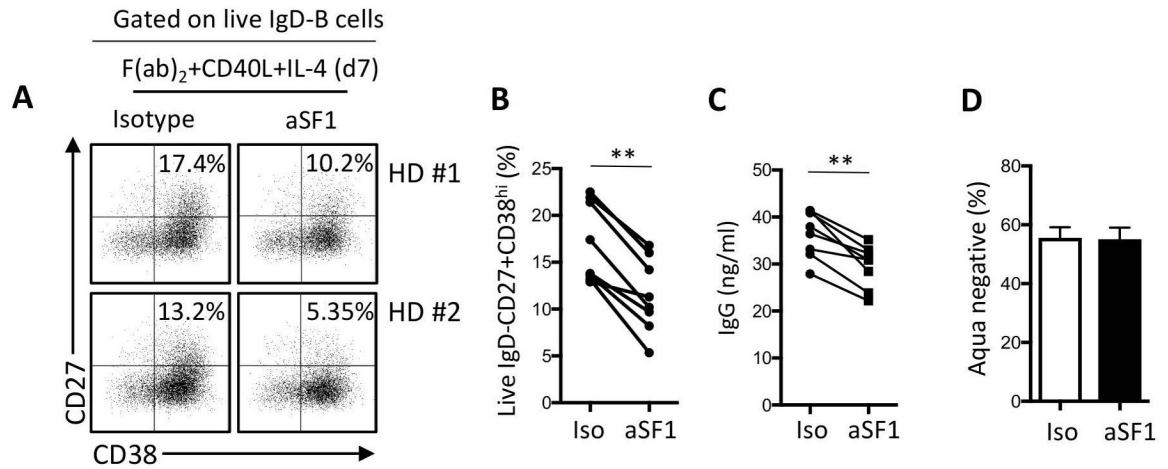 Gated on live IgD-B cells
F(ab)₂+CD40L+IL-4 (d7)
A
Isotype
aSF1
17.4%
10.2%
HD #1
13.2%
5.35%
HD #2
CD27
CD38
B
Live IgD-CD27+CD38ʰⁱ (%)
25
20
15
10
5
0
**
Iso
aSF1
C
IgG (ng/ml)
50
40
30
20
10
0
**
Iso
aSF1
D
Aqua negative (%)
80
60
40
20
0
Iso
aSF1